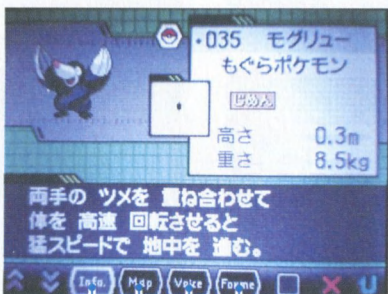 ・035 モグリュー
もぐらポケモン
じめん
高さ 0.3m
重さ 8.5kg
両手の ツメを 重ね合わせて
体を 高速 回転させると
猛スピードで 地中を 進む。
Info. Map Voice Forme